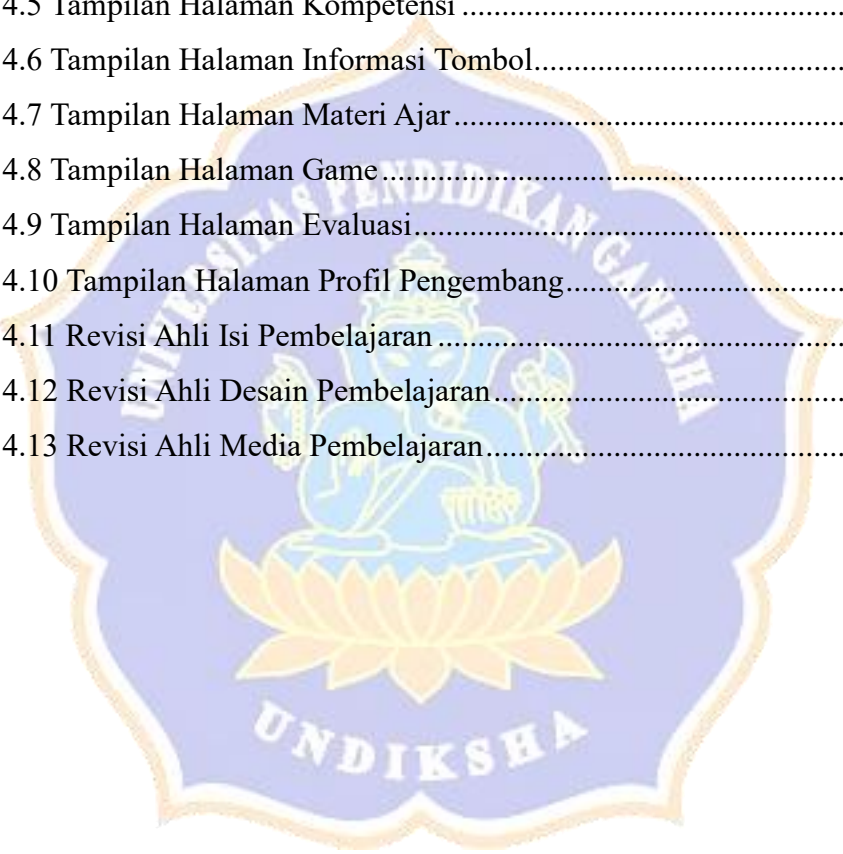 4.5 Tampilan Halaman Kompetensi ................................................
4.6 Tampilan Halaman Informasi Tombol.......................................
4.7 Tampilan Halaman Materi Ajar .................................................
4.8 Tampilan Halaman Game ..........................................................
4.9 Tampilan Halaman Evaluasi......................................................
4.10 Tampilan Halaman Profil Pengembang...................................
4.11 Revisi Ahli Isi Pembelajaran ...................................................
4.12 Revisi Ahli Desain Pembelajaran ............................................
4.13 Revisi Ahli Media Pembelajaran .............................................
UNIVERSITAS PENDIDIKAN GANESHA
UNDIKSHA